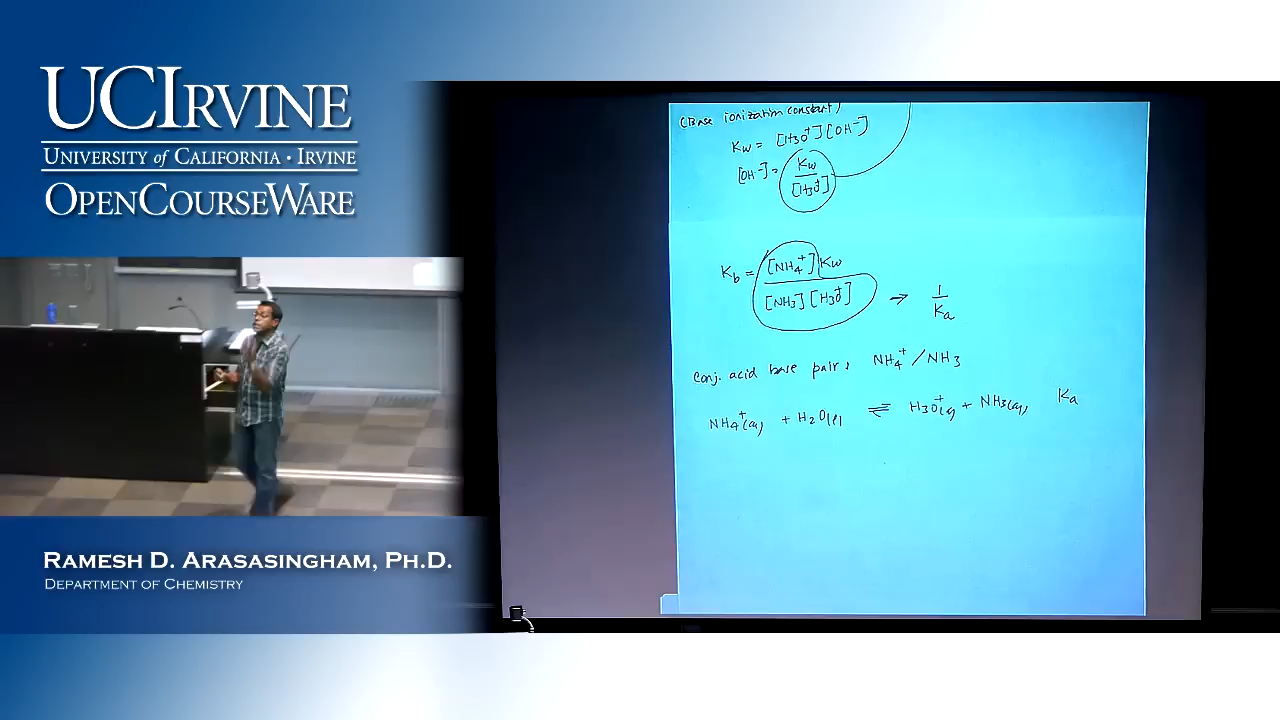 UCIRVINE
UNIVERSITY of CALIFORNIA · IRVINE
OPENCOURSEWARE
RAMESH D. ARASASINGHAM, PH.D.
DEPARTMENT OF CHEMISTRY
(Base ionization constant)
Kw = [H3O+][OH-]
[OH-] = Kw / [H3O+]
Kb = [NH4+] Kw / [NH3][H3O+] → 1 / Ka
Conj. acid base pair: NH4+ / NH3
NH4+(aq) + H2O(l) ⇌ H3O+(aq) + NH3(aq) Ka